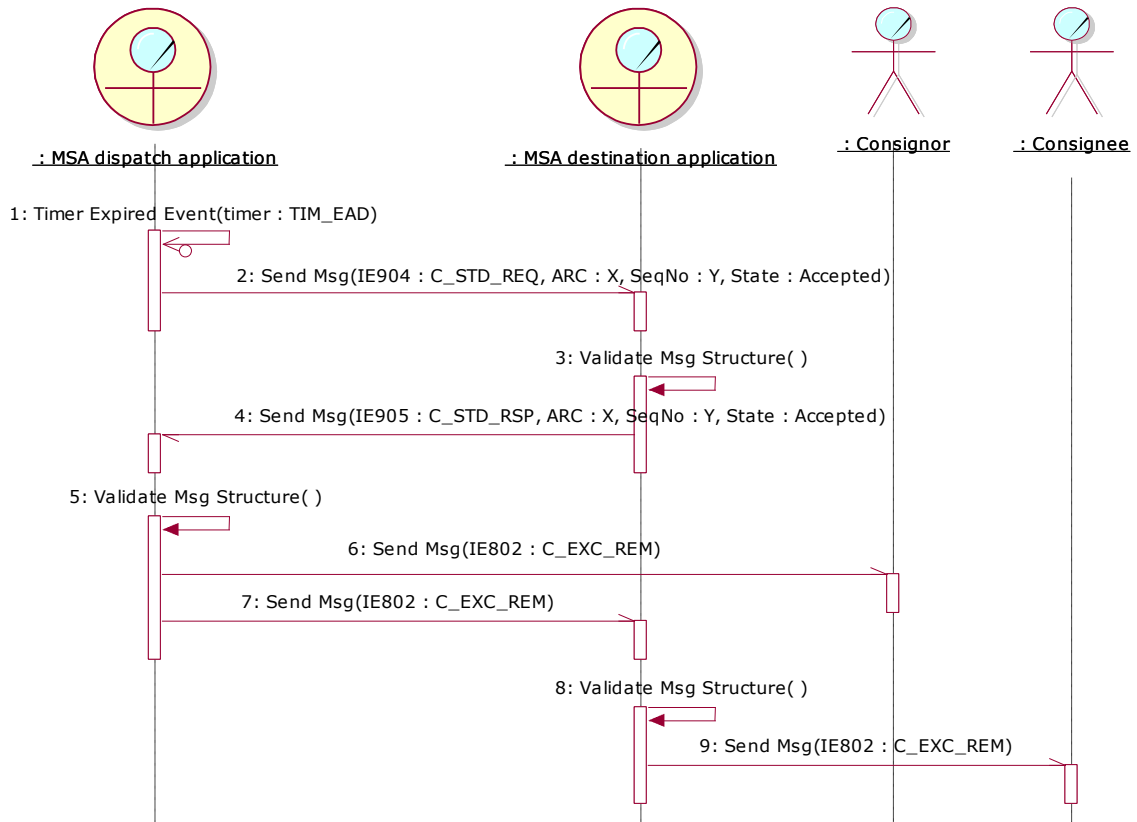 : MSA dispatch application
: MSA destination application
: Consignor
: Consignee
1: Timer Expired Event(timer : TIM_EAD)
2: Send Msg(IE904 : C_STD_REQ, ARC : X, SeqNo : Y, State : Accepted)
3: Validate Msg Structure( )
4: Send Msg(IE905 : C_STD_RSP, ARC : X, SeqNo : Y, State : Accepted)
5: Validate Msg Structure( )
6: Send Msg(IE802 : C_EXC_REM)
7: Send Msg(IE802 : C_EXC_REM)
8: Validate Msg Structure( )
9: Send Msg(IE802 : C_EXC_REM)